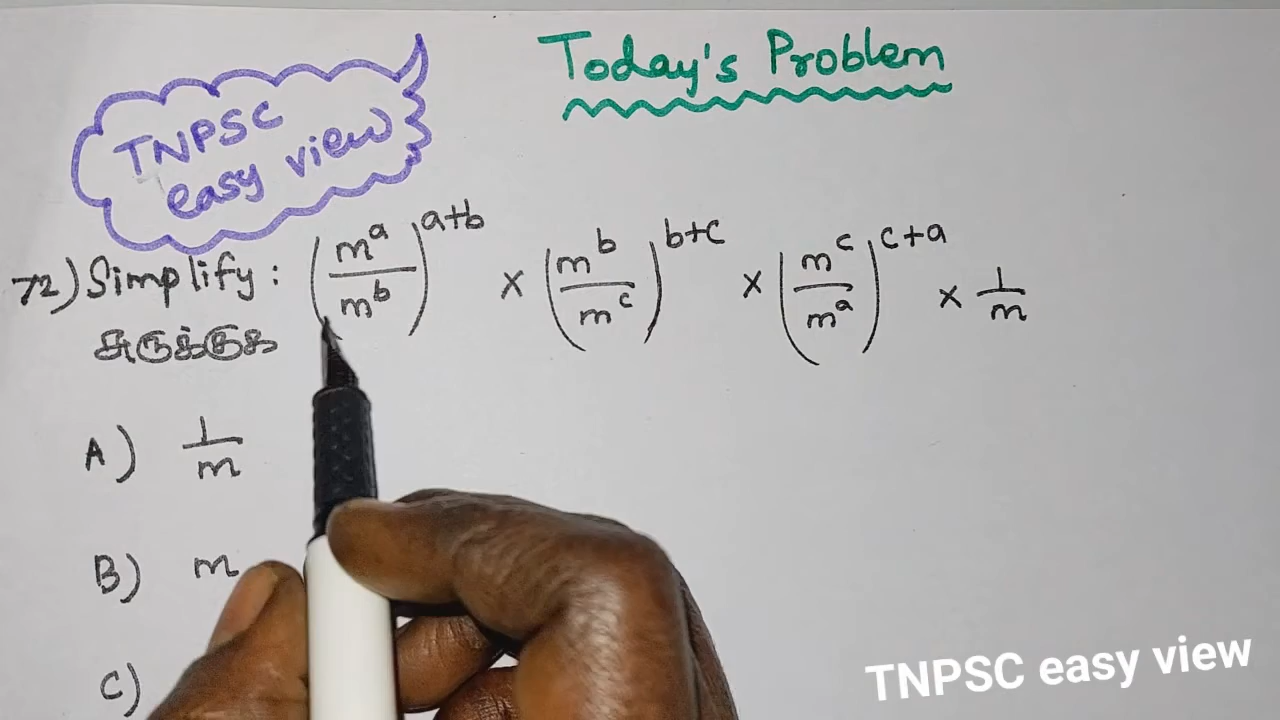 Today's Problem
TNPSC
easy view
72) Simplify : (m^a / m^b)^(a+b) × (m^b / m^c)^(b+c) × (m^c / m^a)^(c+a) × 1/m
சுருக்குக
A) 1/m
B) m
C)
TNPSC easy view